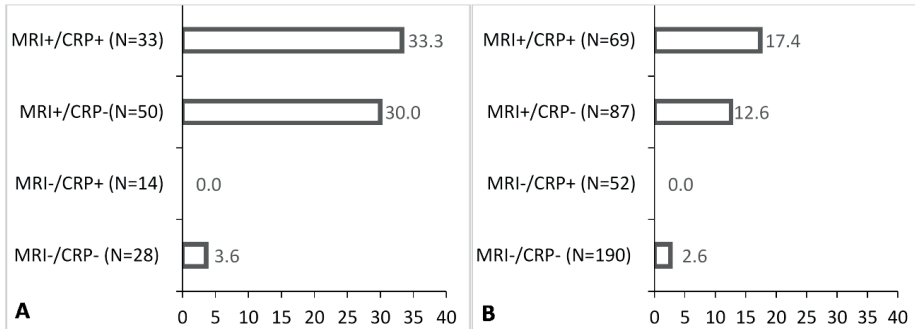 MRI+/CRP+ (N=33)
33.3
MRI+/CRP-(N=50)
30.0
MRI-/CRP+ (N=14)
0.0
MRI-/CRP- (N=28)
3.6
A
0 5 10 15 20 25 30 35 40
MRI+/CRP+ (N=69)
17.4
MRI+/CRP- (N=87)
12.6
MRI-/CRP+ (N=52)
0.0
MRI-/CRP- (N=190)
2.6
B
0 5 10 15 20 25 30 35 40